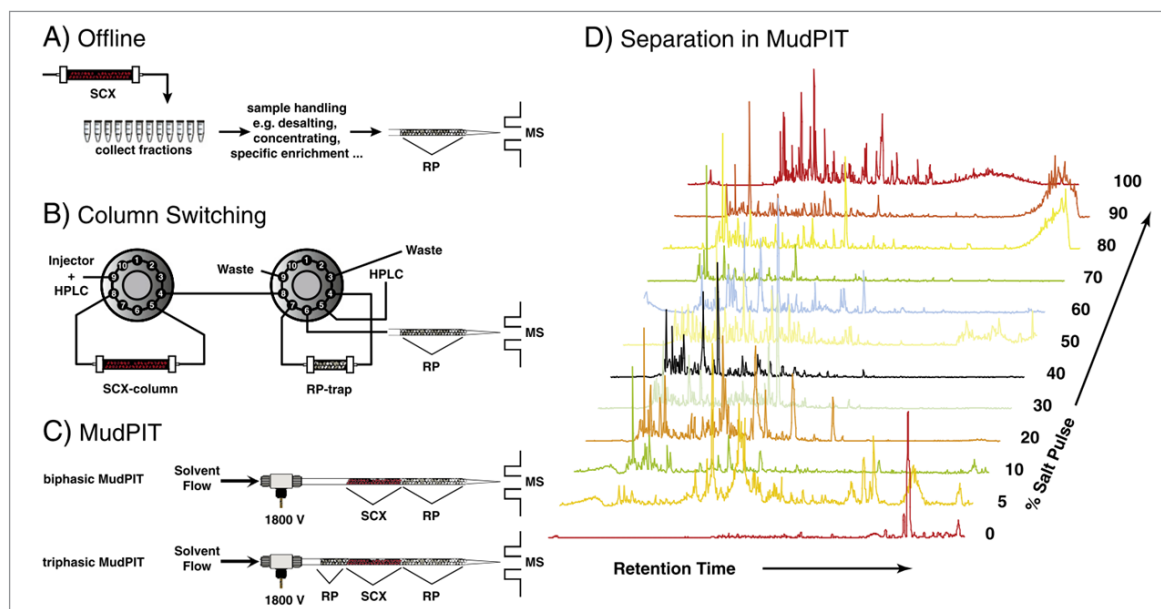 A) Offline
SCX
collect fractions
sample handling
e.g. desalting,
concentrating,
specific enrichment ...
RP
MS
B) Column Switching
Injector
+
HPLC
1
2
3
4
5
6
7
8
9
10
SCX-column
Waste
Waste
HPLC
1
2
3
4
5
6
7
8
9
10
RP-trap
RP
MS
C) MudPIT
biphasic MudPIT
Solvent
Flow
1800 V
SCX
RP
MS
triphasic MudPIT
Solvent
Flow
1800 V
RP
SCX
RP
MS
D) Separation in MudPIT
100
90
80
70
60
50
40
30
20
10
5
0
% Salt Pulse
Retention Time